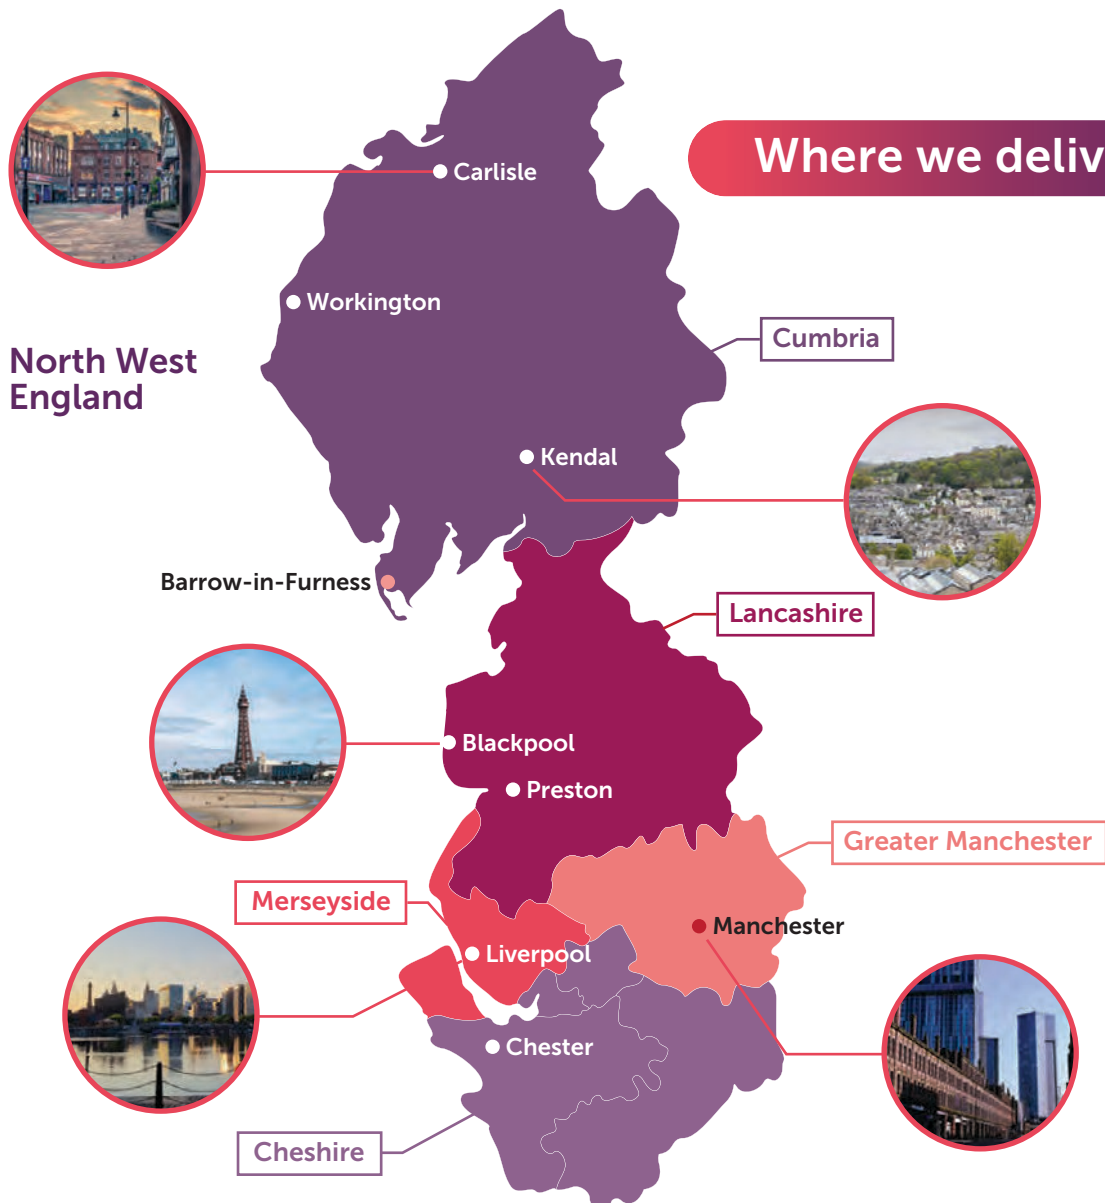 Where we deliv
Carlisle
Workington
North West
England
Cumbria
Kendal
Barrow-in-Furness
Lancashire
Blackpool
Preston
Greater Manchester
Merseyside
Manchester
Liverpool
Chester
Cheshire